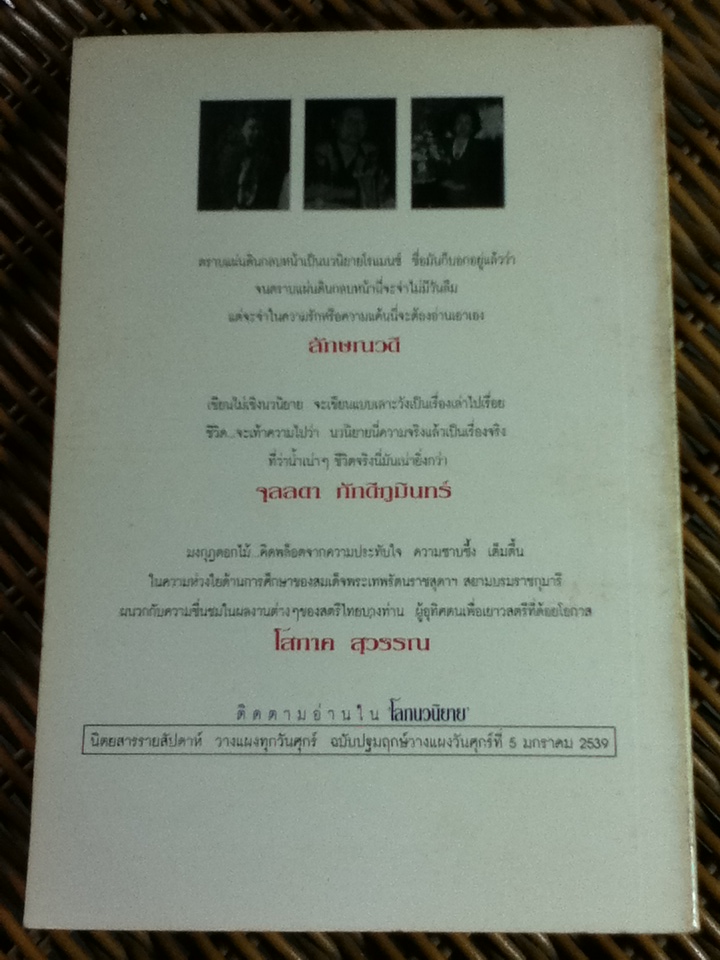 ตราบแผ่นดินกลบหน้าเป็นนวนิยายโรแมนซ์ ชื่อมันก็บอกอยู่แล้วว่า
จนตราบแผ่นดินกลบหน้านี่จะจำไม่มีวันลืม
แต่จะจำในความรักหรือความแค้นนี่จะต้องอ่านเอาเอง
ลักษณวดี
เขียนไม่เชิงนวนิยาย จะเขียนแบบเลาะวังเป็นเรื่องเล่าไปเรื่อย
ชีวิต...จะเท้าความไปว่า นวนิยายนี่ความจริงแล้วเป็นเรื่องจริง
ที่ว่าน้ำเน่าๆ ชีวิตจริงนี่มันเน่ายิ่งกว่า
จุลลดา ภักดีภูมินทร์
มงกุฎดอกไม้...คิดพล็อตจากความประทับใจ ความซาบซึ้ง เต็มตื้น
ในความห่วงใยด้านการศึกษาของสมเด็จพระเทพรัตนราชสุดาฯ สยามบรมราชกุมารี
ผนวกกับความชื่นชมในผลงานต่างๆของสตรีไทยบางท่าน ผู้อุทิศตนเพื่อเยาวสตรีที่ด้อยโอกาส
โสภาค สุวรรณ
ติดตามอ่านใน 'โลกนวนิยาย'
นิตยสารรายสัปดาห์ วางแผงทุกวันศุกร์ ฉบับปฐมฤกษ์วางแผงวันศุกร์ที่ 5 มกราคม 2539